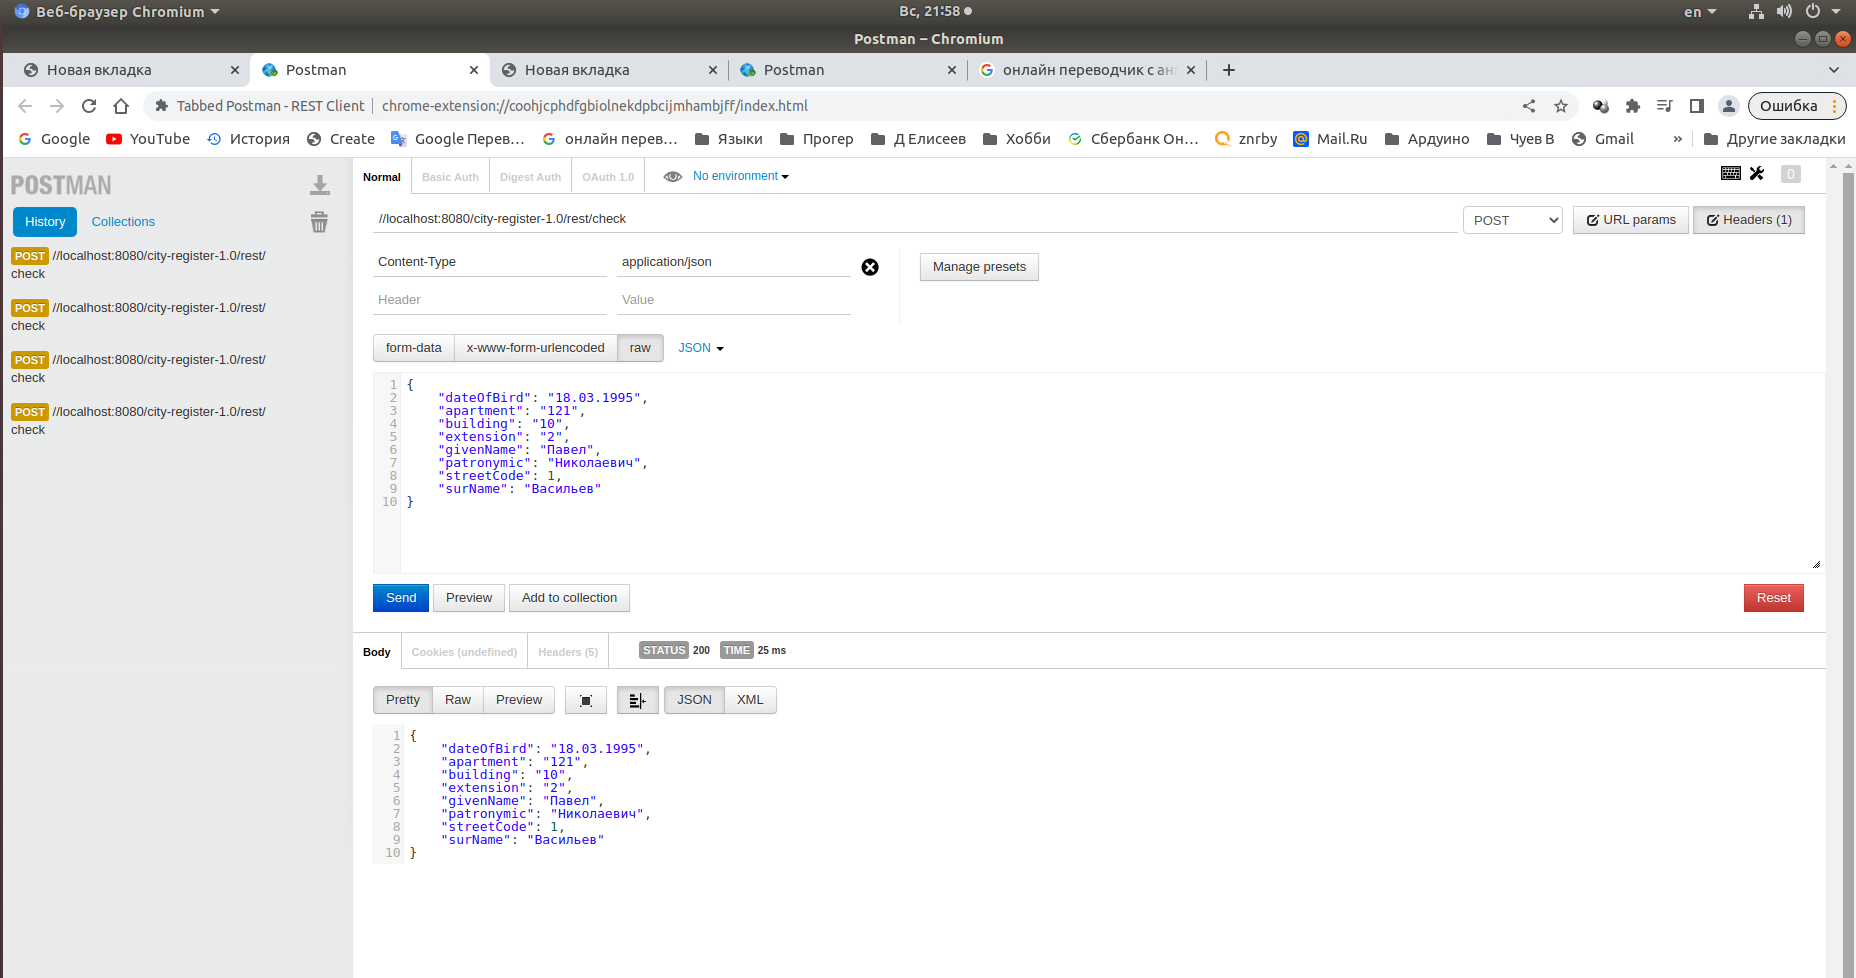 Веб-браузер Chromium
Вс, 21:58
en
Postman – Chromium
Новая вкладка
Postman
Новая вкладка
Postman
онлайн переводчик с ан
Tabbed Postman - REST Client
chrome-extension://coohjcphdfgbiolnekdpbcijmhambjff/index.html
Ошибка
Google
YouTube
История
Create
Google Перев…
онлайн перев…
Языки
Прогер
Д Елисеев
Хобби
Сбербанк Он…
znrby
Mail.Ru
Ардуино
Чуев В
Gmail
»
Другие закладки
POSTMAN
History
Collections
POST //localhost:8080/city-register-1.0/rest/
check
POST //localhost:8080/city-register-1.0/rest/
check
POST //localhost:8080/city-register-1.0/rest/
check
POST //localhost:8080/city-register-1.0/rest/
check
Normal
Basic Auth
Digest Auth
OAuth 1.0
No environment
0
//localhost:8080/city-register-1.0/rest/check
POST
URL params
Headers (1)
Content-Type
application/json
Manage presets
Header
Value
form-data
x-www-form-urlencoded
raw
JSON
1 {
2 "dateOfBird": "18.03.1995",
3 "apartment": "121",
4 "building": "10",
5 "extension": "2",
6 "givenName": "Павел",
7 "patronymic": "Николаевич",
8 "streetCode": 1,
9 "surName": "Васильев"
10 }
Send
Preview
Add to collection
Reset
Body
Cookies (undefined)
Headers (5)
STATUS 200
TIME 25 ms
Pretty
Raw
Preview
JSON
XML
1 {
2 "dateOfBird": "18.03.1995",
3 "apartment": "121",
4 "building": "10",
5 "extension": "2",
6 "givenName": "Павел",
7 "patronymic": "Николаевич",
8 "streetCode": 1,
9 "surName": "Васильев"
10 }